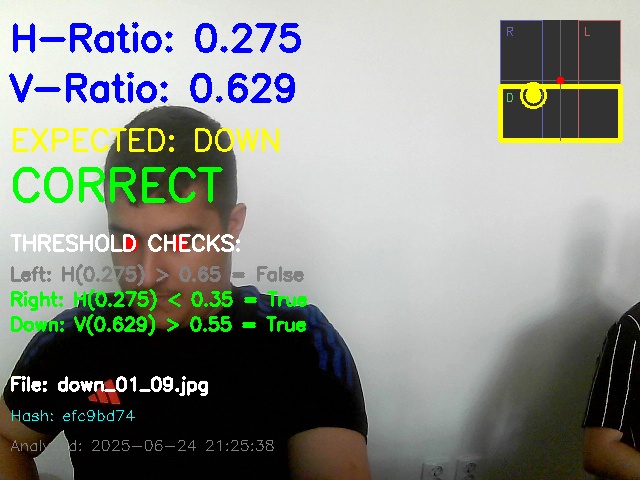 H-Ratio: 0.275
V-Ratio: 0.629
R
L
D
EXPECTED: DOWN
CORRECT
THRESHOLD CHECKS:
Left: H(0.275) > 0.65 = False
Right: H(0.275) < 0.35 = True
Down: V(0.629) > 0.55 = True
File: down_01_09.jpg
Hash: efc9bd74
Analyzed: 2025-06-24 21:25:38